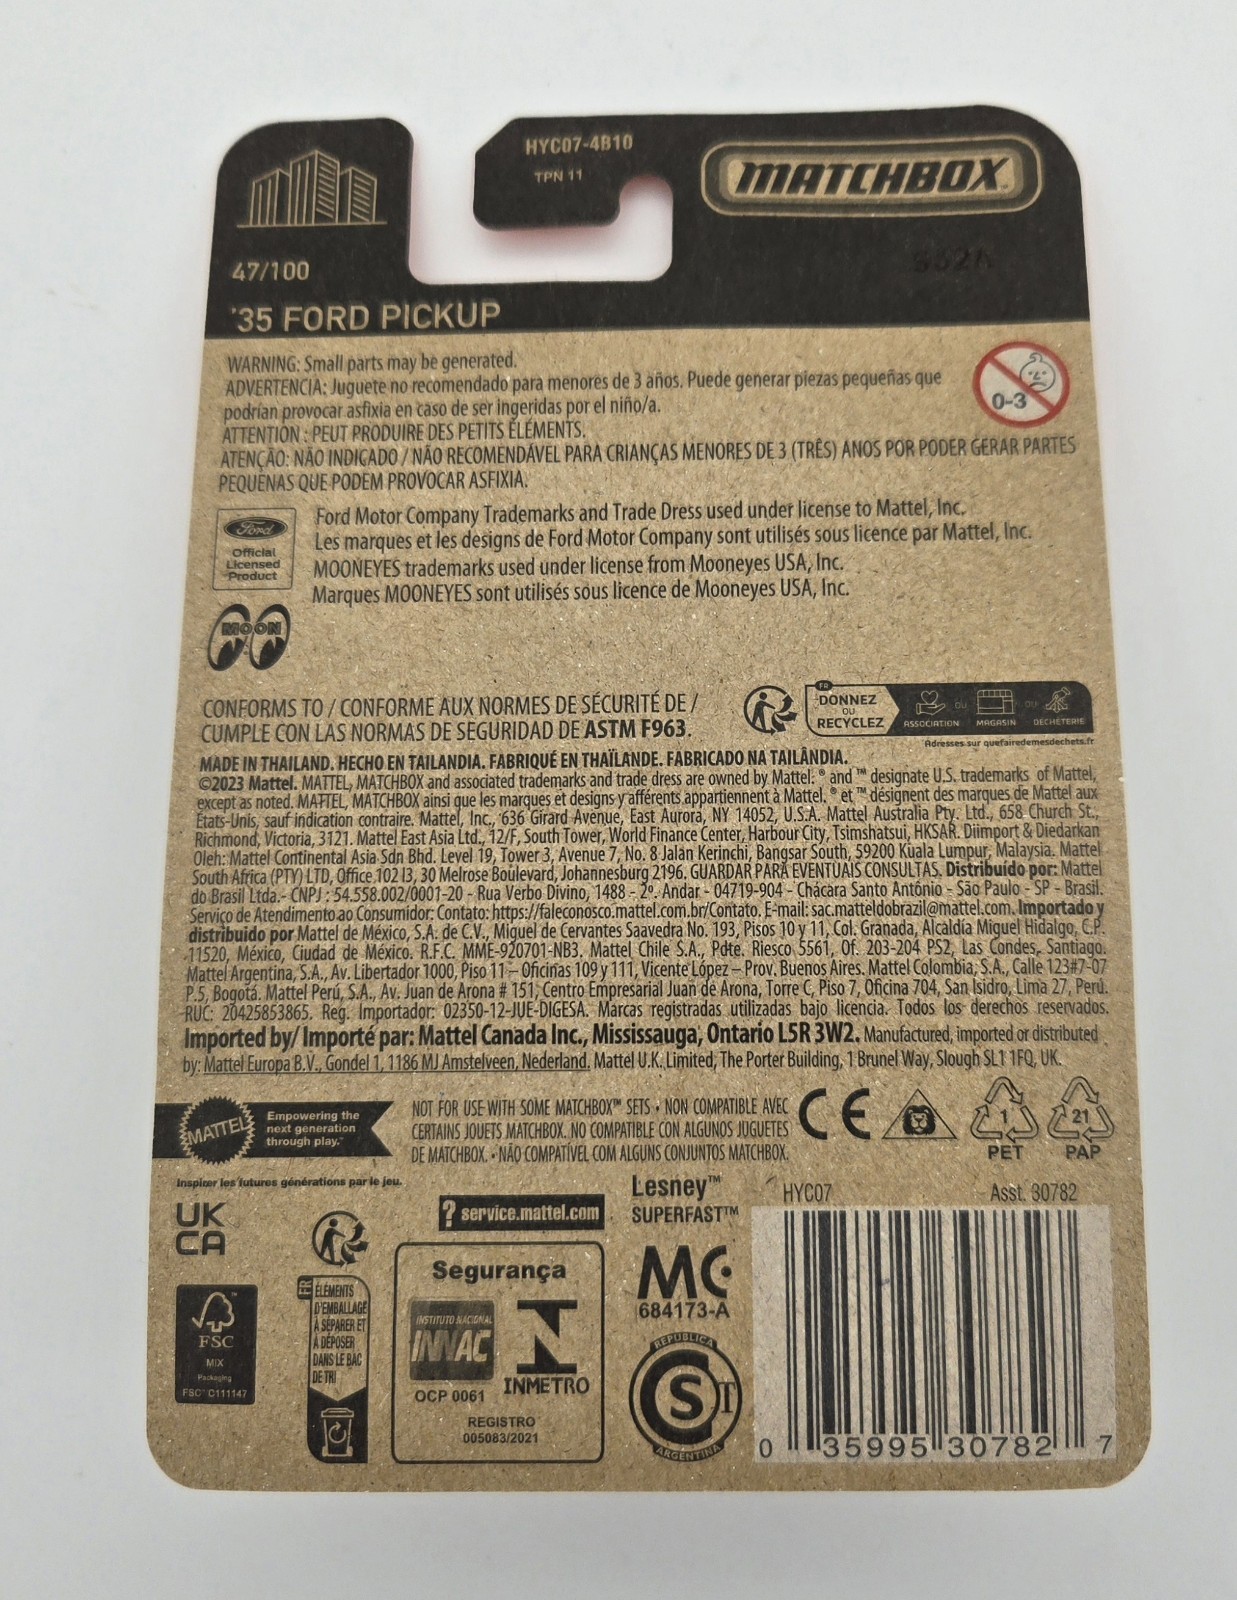 HYC07-4B10
TPN 11
MATCHBOX
47/100
'35 FORD PICKUP
WARNING: Small parts may be generated.
ADVERTENCIA: Juguete no recomendado para menores de 3 años. Puede generar piezas pequeñas que
podrían provocar asfixia en caso de ser ingeridas por el niño/a.
ATTENTION : PEUT PRODUIRE DES PETITS ÉLÉMENTS.
ATENÇÃO: NÃO INDICADO / NÃO RECOMENDÁVEL PARA CRIANÇAS MENORES DE 3 (TRÊS) ANOS POR PODER GERAR PARTES
PEQUENAS QUE PODEM PROVOCAR ASFIXIA.
0-3
Ford
Official
Licensed
Product
Ford Motor Company Trademarks and Trade Dress used under license to Mattel, Inc.
Les marques et les designs de Ford Motor Company sont utilisés sous licence par Mattel, Inc.
MOONEYES trademarks used under license from Mooneyes USA, Inc.
Marques MOONEYES sont utilisés sous licence de Mooneyes USA, Inc.
MOON
CONFORMS TO / CONFORME AUX NORMES DE SÉCURITÉ DE /
CUMPLE CON LAS NORMAS DE SEGURIDAD DE ASTM F963.
FR
DONNEZ
OU
RECYCLEZ
ASSOCIATION
OU
MAGASIN
OU
DÉCHÈTERIE
Adresses sur quefairedemesdechets.fr
MADE IN THAILAND. HECHO EN TAILANDIA. FABRIQUÉ EN THAÏLANDE. FABRICADO NA TAILÂNDIA.
©2023 Mattel. MATTEL, MATCHBOX and associated trademarks and trade dress are owned by Mattel. ® and ™ designate U.S. trademarks of Mattel,
except as noted. MATTEL, MATCHBOX ainsi que les marques et designs y afférents appartiennent à Mattel. ® et ™ désignent des marques de Mattel aux
États-Unis, sauf indication contraire. Mattel, Inc., 636 Girard Avenue, East Aurora, NY 14052, U.S.A. Mattel Australia Pty. Ltd., 658 Church St.,
Richmond, Victoria, 3121. Mattel East Asia Ltd., 12/F, South Tower, World Finance Center, Harbour City, Tsimshatsui, HKSAR. Diimport & Diedarkan
Oleh: Mattel Continental Asia Sdn Bhd. Level 19, Tower 3, Avenue 7, No. 8 Jalan Kerinchi, Bangsar South, 59200 Kuala Lumpur, Malaysia. Mattel
South Africa (PTY) LTD, Office 102 I3, 30 Melrose Boulevard, Johannesburg 2196. GUARDAR PARA EVENTUAIS CONSULTAS. Distribuído por: Mattel
do Brasil Ltda.- CNPJ : 54.558.002/0001-20 - Rua Verbo Divino, 1488 - 2º. Andar - 04719-904 - Chácara Santo Antônio - São Paulo - SP - Brasil.
Serviço de Atendimento ao Consumidor: Contato: https://faleconosco.mattel.com.br/Contato. E-mail: sac.matteldobrazil@mattel.com. Importado y
distribuido por Mattel de México, S.A. de C.V., Miguel de Cervantes Saavedra No. 193, Pisos 10 y 11, Col. Granada, Alcaldía Miguel Hidalgo, C.P.
11520, México, Ciudad de México. R.F.C. MME-920701-NB3. Mattel Chile S.A., Pdte. Riesco 5561, Of. 203-204 PS2, Las Condes, Santiago.
Mattel Argentina, S.A., Av. Libertador 1000, Piso 11 – Oficinas 109 y 111, Vicente López – Prov. Buenos Aires. Mattel Colombia, S.A., Calle 123#7-07
P.5, Bogotá. Mattel Perú, S.A., Av. Juan de Arona # 151, Centro Empresarial Juan de Arona, Torre C, Piso 7, Oficina 704, San Isidro, Lima 27, Perú.
RUC: 20425853865. Reg. Importador: 02350-12-JUE-DIGESA. Marcas registradas utilizadas bajo licencia. Todos los derechos reservados.
Imported by/ Importé par: Mattel Canada Inc., Mississauga, Ontario L5R 3W2. Manufactured, imported or distributed
by: Mattel Europa B.V., Gondel 1, 1186 MJ Amstelveen, Nederland. Mattel U.K. Limited, The Porter Building, 1 Brunel Way, Slough SL1 1FQ, UK.
MATTEL
Empowering the
next generation
through play.™
Inspirer les futures générations par le jeu.
NOT FOR USE WITH SOME MATCHBOX™ SETS • NON COMPATIBLE AVEC
CERTAINS JOUETS MATCHBOX. NO COMPATIBLE CON ALGUNOS JUGUETES
DE MATCHBOX. • NÃO COMPATÍVEL COM ALGUNS CONJUNTOS MATCHBOX.
CE
1
PET
21
PAP
UK
CA
? service.mattel.com
Lesney™
SUPERFAST™
HYC07
Asst. 30782
FSC
MIX
Packaging
FSC™ C111147
FR
ÉLÉMENTS
D'EMBALLAGE
À SÉPARER ET
À DÉPOSER
DANS LE BAC
DE TRI
Segurança
INSTITUTO NACIONAL
INNAC
OCP 0061
INMETRO
REGISTRO
005083/2021
MC
684173-A
REPÚBLICA
S T
ARGENTINA
0 35995 30782 7